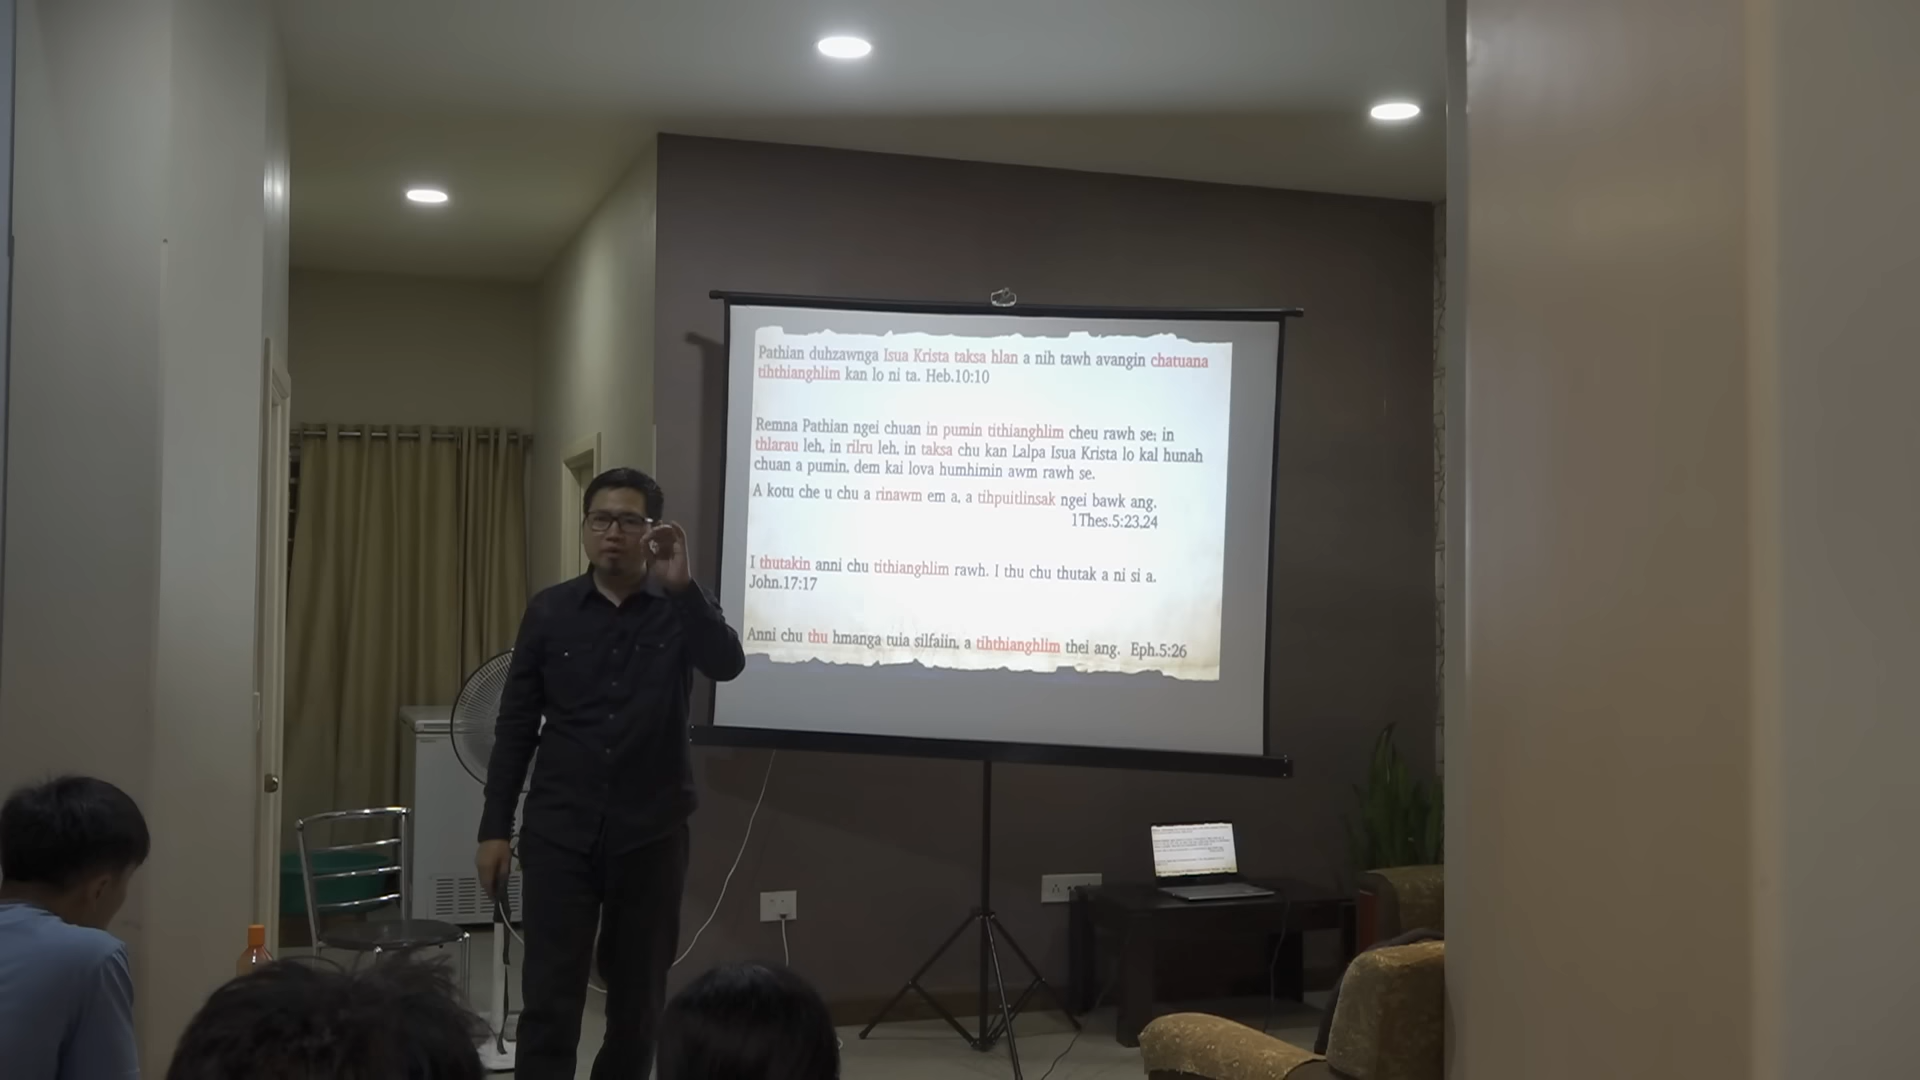 Pathian duhzawnga Isua Krista taksa hlan a nih tawh avangin chatuana
tihthianghlim kan lo ni ta. Heb.10:10
Remna Pathian ngei chuan in pumin tithianghlim cheu rawh se; in
thlarau leh, in rilru leh, in taksa chu kan Lalpa Isua Krista lo kal hunah
chuan a pumin, dem kai lova humhimin awm rawh se.
A kotu che u chu a rinawm em a, a tihpuitlinsak ngei bawk ang.
1Thes.5:23,24
I thutakin anni chu tithianghlim rawh. I thu chu thutak a ni si a.
John.17:17
Anni chu thu hmanga tuia silfaiin, a tihthianghlim thei ang. Eph.5:26